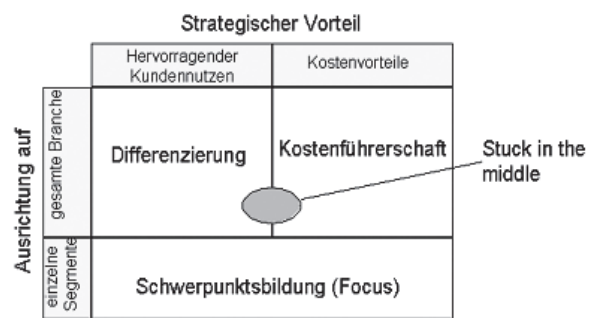 Strategischer Vorteil
Hervorragender
Kundennutzen
Kostenvorteile
Ausrichtung auf
gesamte Branche
Differenzierung
Kostenführerschaft
Stuck in the
middle
einzelne
Segmente
Schwerpunktsbildung (Focus)